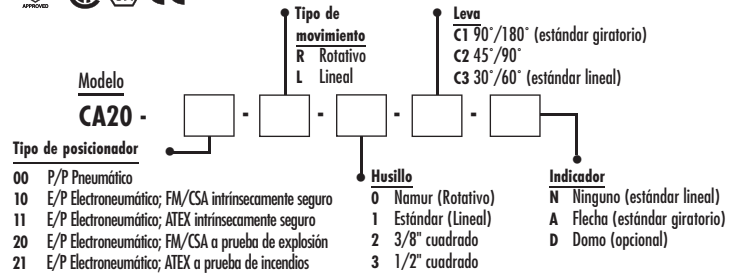 APPROVED
Tipo de
movimiento
R Rotativo
L Lineal
Leva
C1 90°/180° (estándar giratorio)
C2 45°/90°
C3 30°/60° (estándar lineal)
Modelo
CA20 - - - - -
Tipo de posicionador
00 P/P Pneumático
10 E/P Electroneumático; FM/CSA intrínsecamente seguro
11 E/P Electroneumático; ATEX intrínsecamente seguro
20 E/P Electroneumático; FM/CSA a prueba de explosión
21 E/P Electroneumático; ATEX a prueba de incendios
Husillo
0 Namur (Rotativo)
1 Estándar (Lineal)
2 3/8" cuadrado
3 1/2" cuadrado
Indicador
N Ninguno (estándar lineal)
A Flecha (estándar giratorio)
D Domo (opcional)